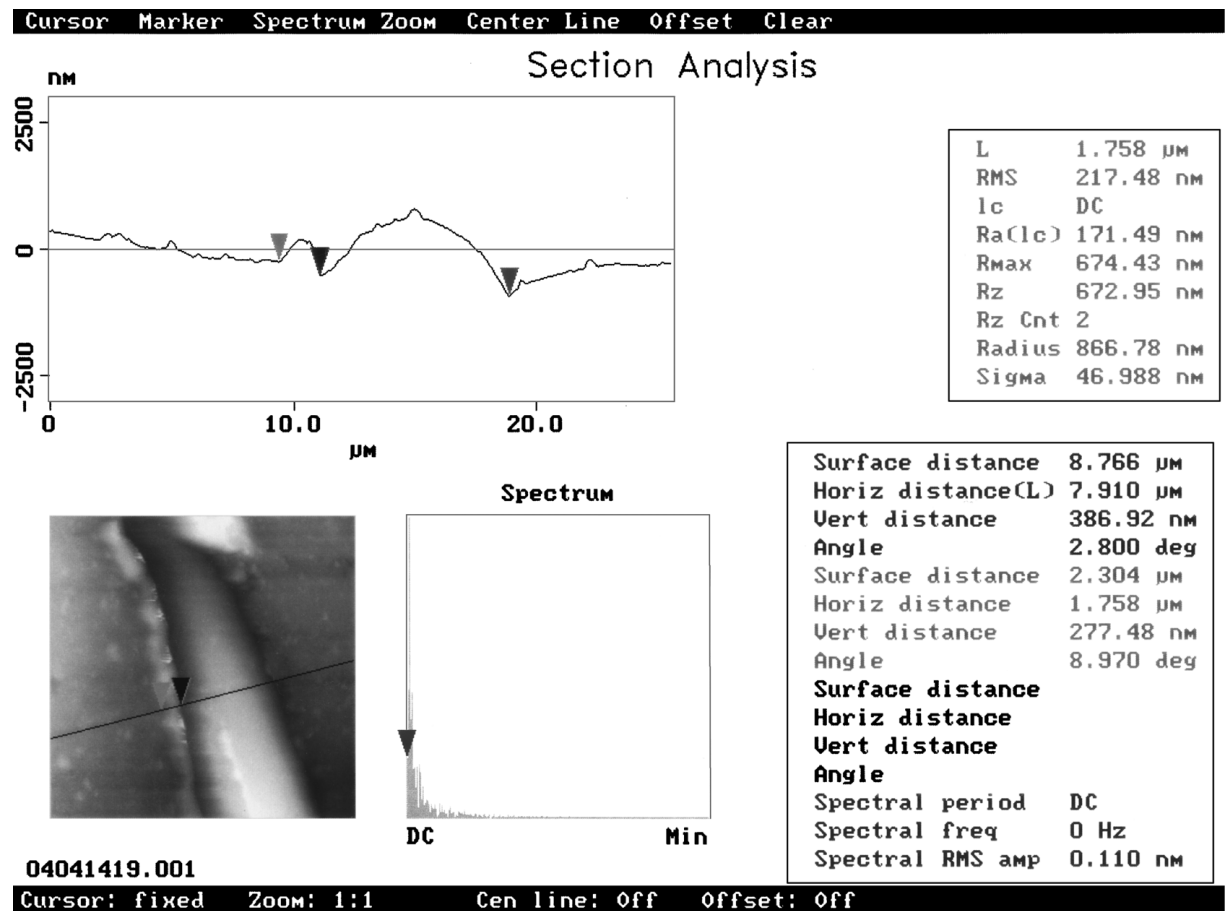 Cursor Marker Spectrum Zoom Center Line Offset Clear
Section Analysis
nM
2500
0
-2500
0 10.0 20.0
µM
L 1.758 µM
RMS 217.48 nM
lc DC
Ra(lc) 171.49 nM
Rmax 674.43 nM
Rz 672.95 nM
Rz Cnt 2
Radius 866.78 nM
Sigma 46.988 nM
Surface distance 8.766 µM
Horiz distance(L) 7.910 µM
Vert distance 386.92 nM
Angle 2.800 deg
Surface distance 2.304 µM
Horiz distance 1.758 µM
Vert distance 277.48 nM
Angle 8.970 deg
Surface distance
Horiz distance
Vert distance
Angle
Spectral period DC
Spectral freq 0 Hz
Spectral RMS amp 0.110 nM
Spectrum
DC Min
04041419.001
Cursor: fixed Zoom: 1:1 Cen line: Off Offset: Off